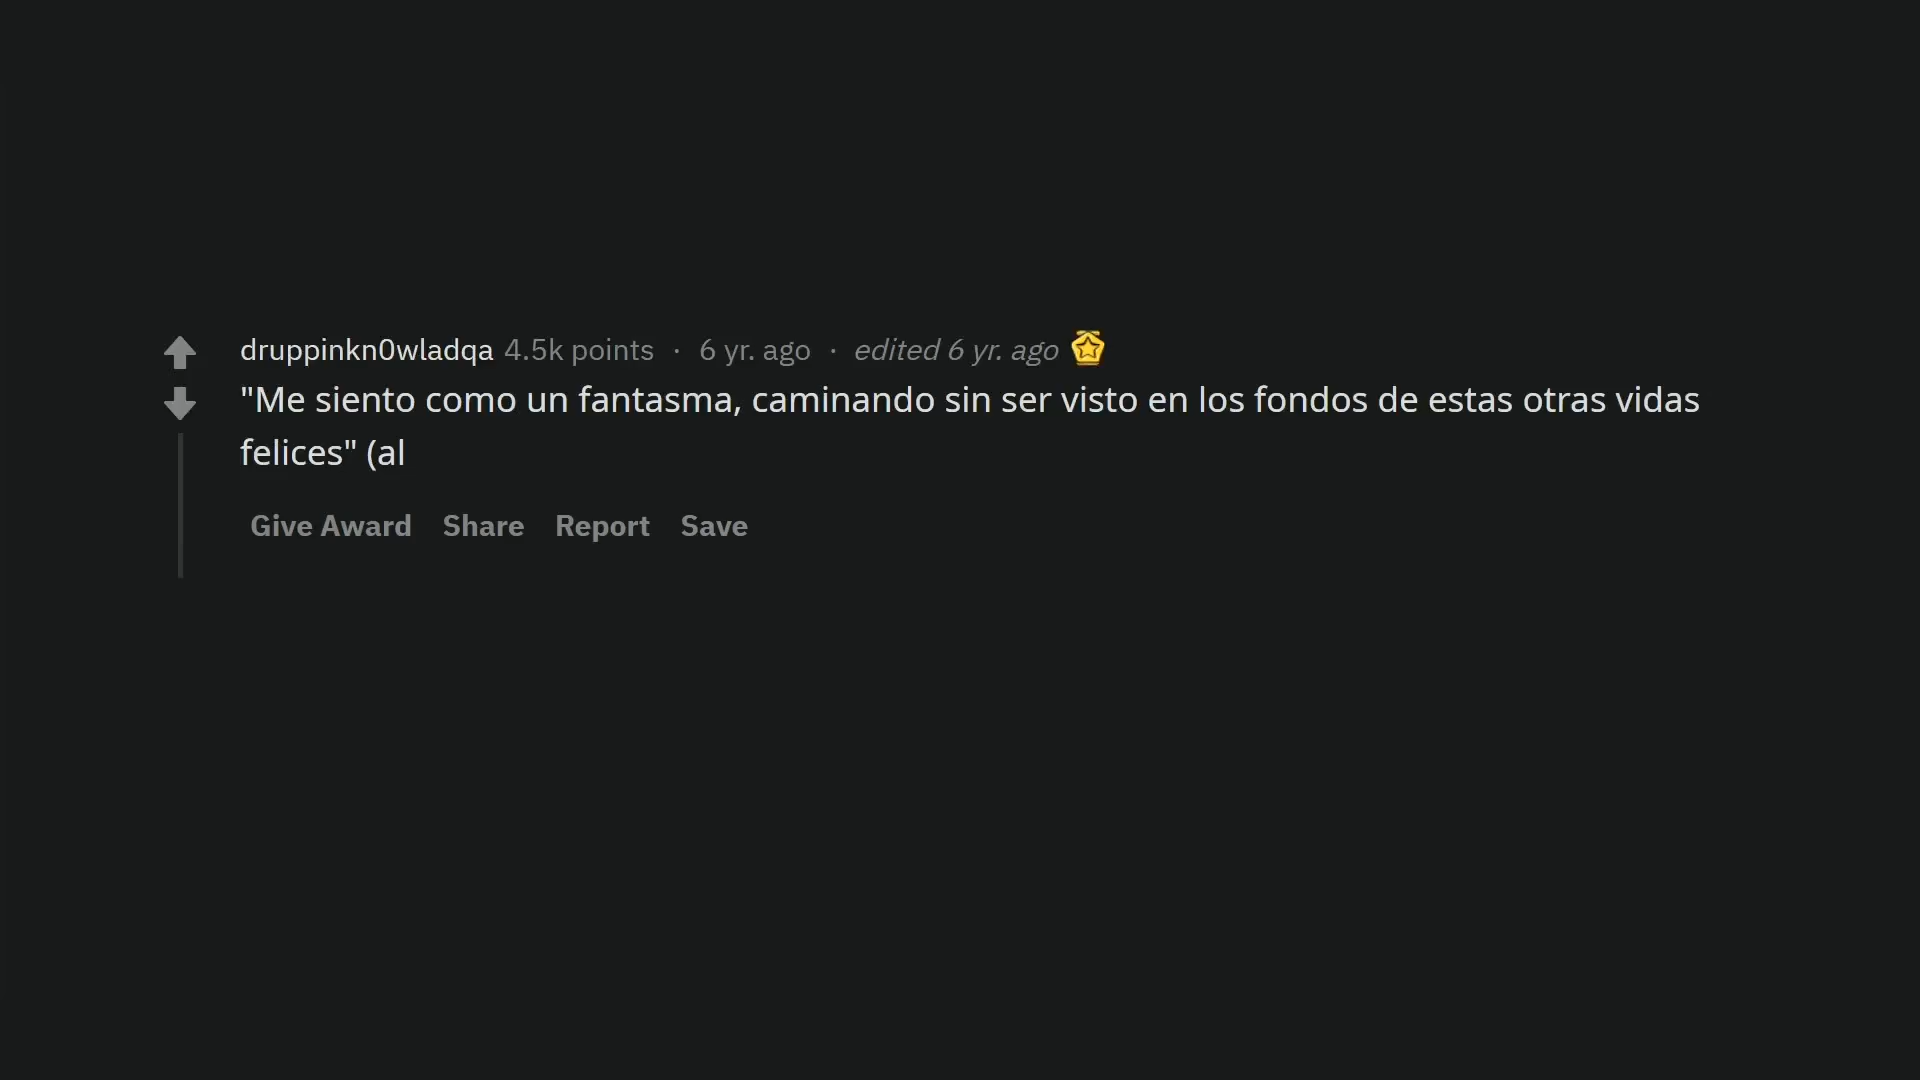 druppinkn0wladqa 4.5k points · 6 yr. ago · edited 6 yr. ago
"Me siento como un fantasma, caminando sin ser visto en los fondos de estas otras vidas
felices" (al
Give Award Share Report Save